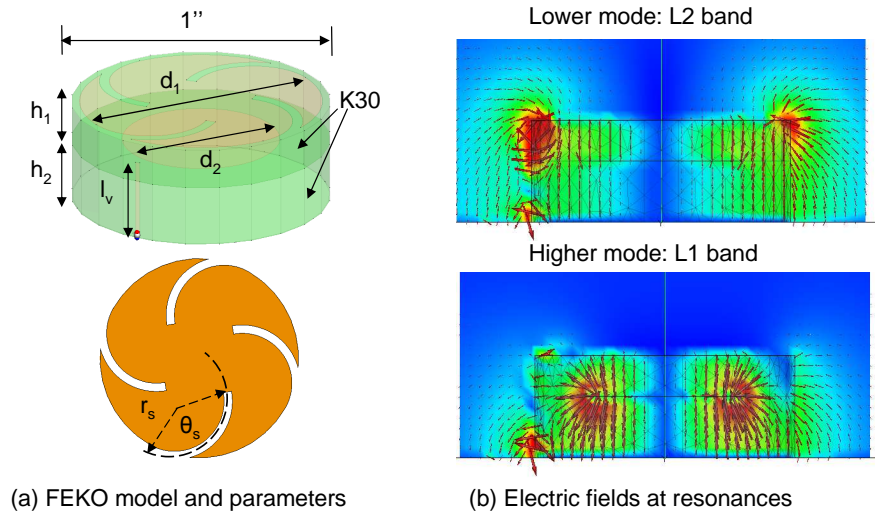 1’’
h₁
d₁
K30
h₂
d₂
lᵥ
rₛ
θₛ
(a) FEKO model and parameters
Lower mode: L2 band
Higher mode: L1 band
(b) Electric fields at resonances